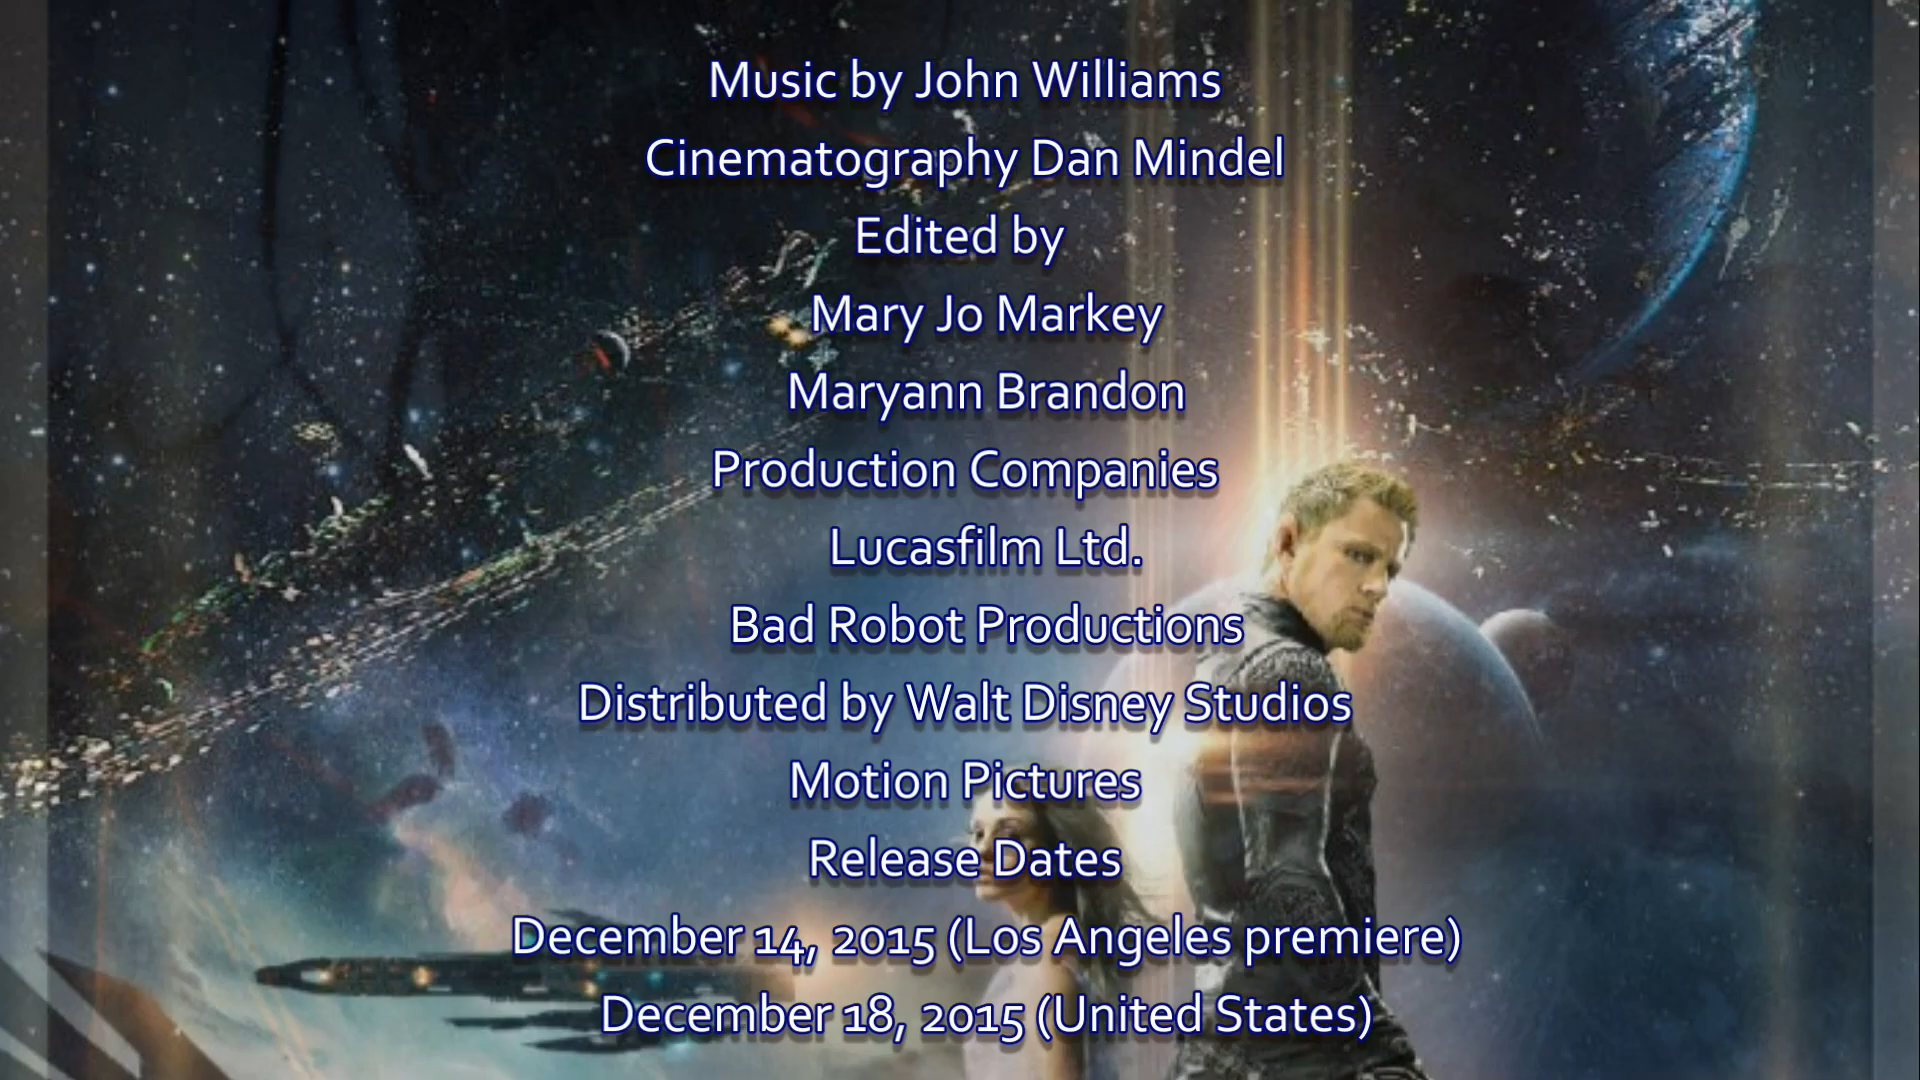 Music by John Williams
Cinematography Dan Mindel
Edited by
Mary Jo Markey
Maryann Brandon
Production Companies
Lucasfilm Ltd.
Bad Robot Productions
Distributed by Walt Disney Studios
Motion Pictures
Release Dates
December 14, 2015 (Los Angeles premiere)
December 18, 2015 (United States)